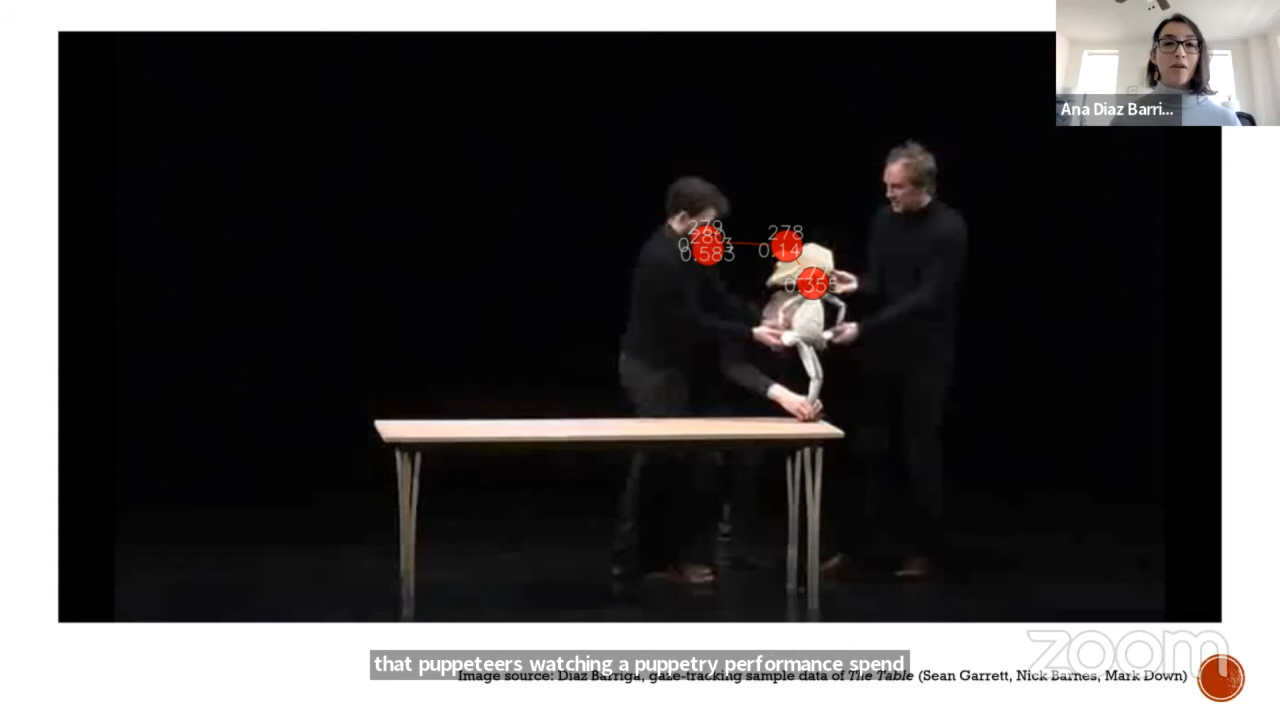 Ana Diaz Barri...
279
280
0.583
278
0.14
0.356
that puppeteers watching a puppetry performance spend
Image source: Diaz Barriga, gaze-tracking sample data of The Table (Sean Garrett, Nick Barnes, Mark Down)
zoom